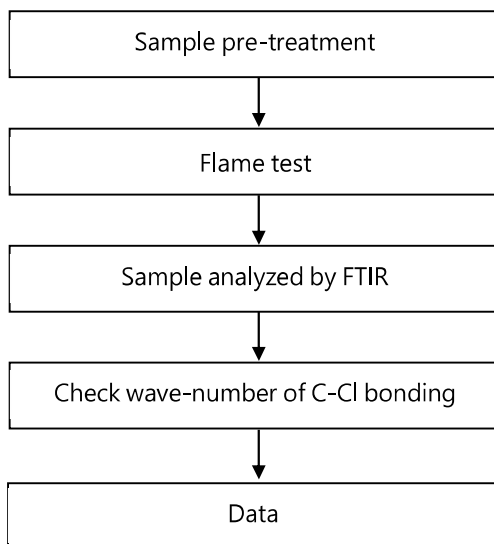 Sample pre-treatment
Flame test
Sample analyzed by FTIR
Check wave-number of C-Cl bonding
Data